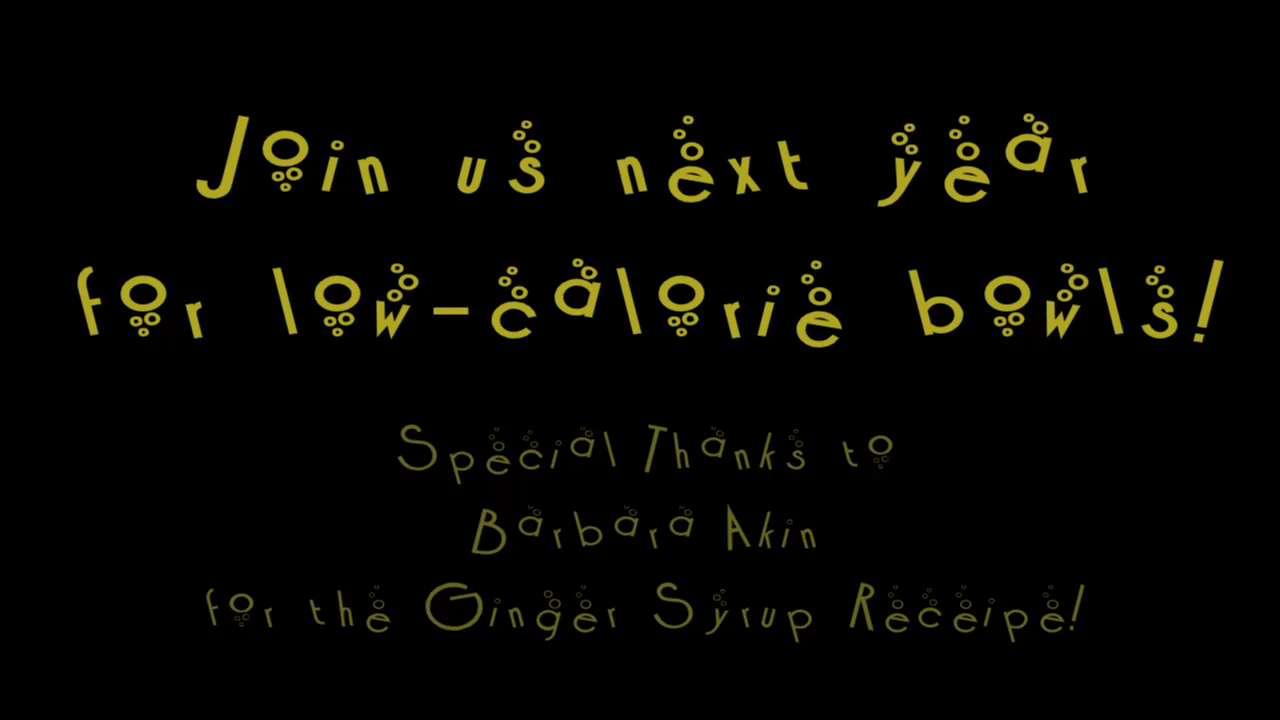 Join us next year
for low-calorie bowls!
Special Thanks to
Barbara Akin
for the Ginger Syrup Receipe!